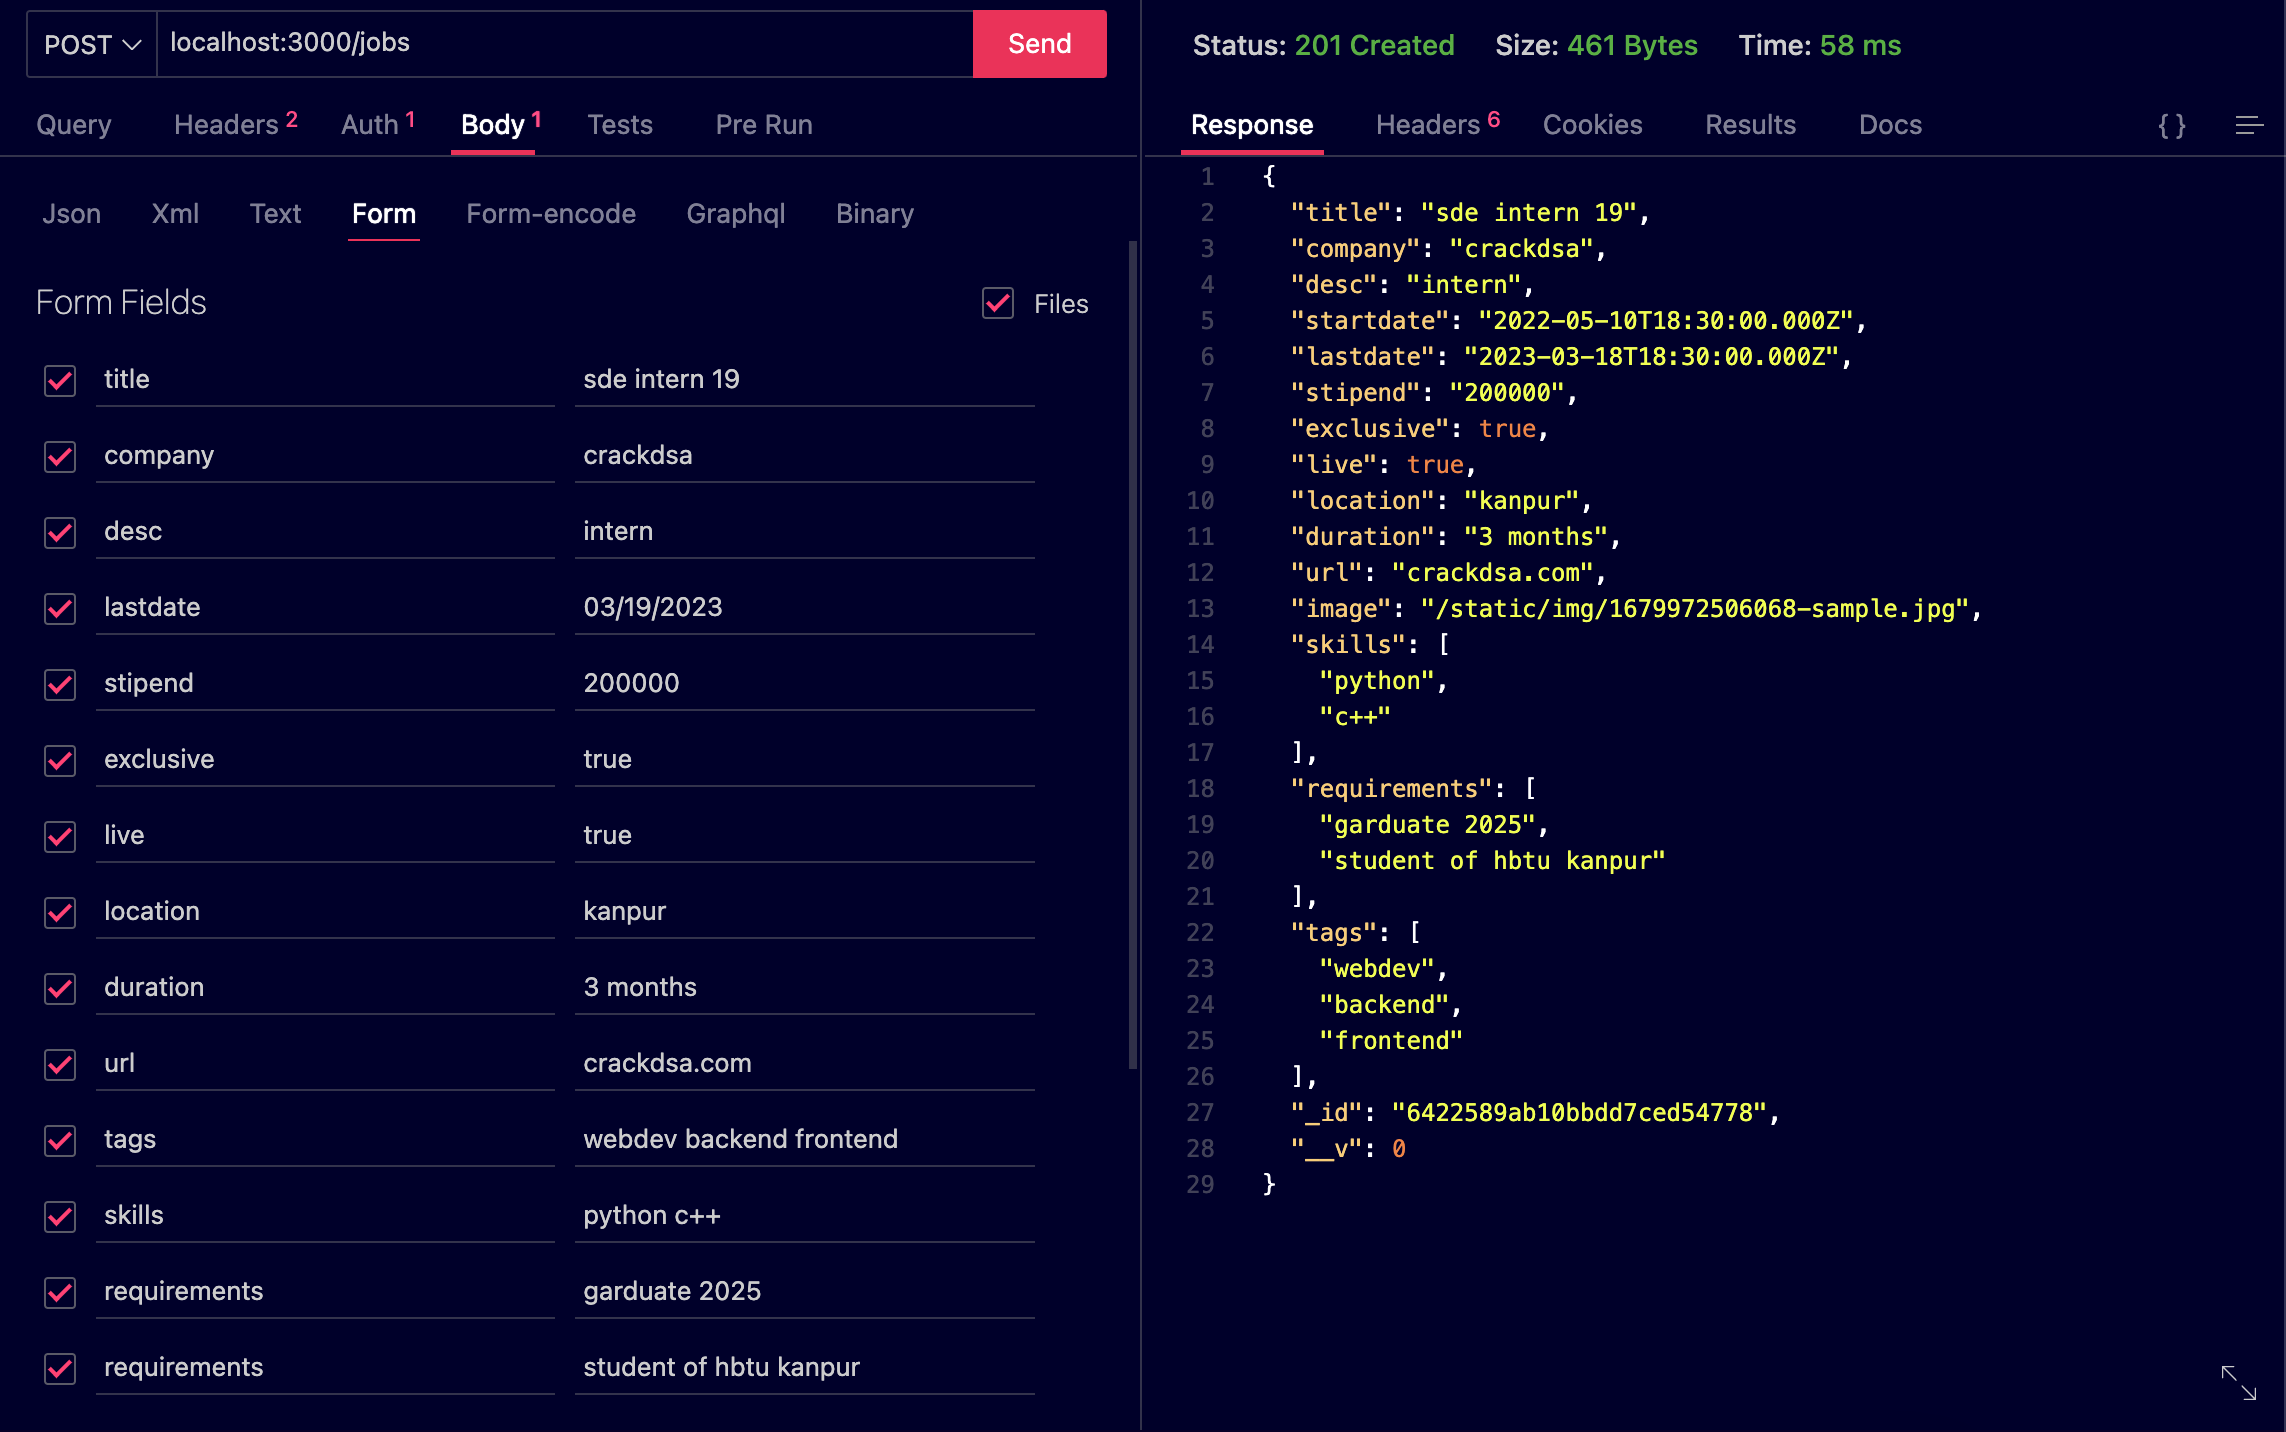 POST localhost:3000/jobs Send
Query Headers 2 Auth 1 Body 1 Tests Pre Run
Json Xml Text Form Form-encode Graphql Binary
Form Fields Files
title sde intern 19
company crackdsa
desc intern
lastdate 03/19/2023
stipend 200000
exclusive true
live true
location kanpur
duration 3 months
url crackdsa.com
tags webdev backend frontend
skills python c++
requirements garduate 2025
requirements student of hbtu kanpur
Status: 201 Created Size: 461 Bytes Time: 58 ms
Response Headers 6 Cookies Results Docs { }
1 {
2 "title": "sde intern 19",
3 "company": "crackdsa",
4 "desc": "intern",
5 "startdate": "2022-05-10T18:30:00.000Z",
6 "lastdate": "2023-03-18T18:30:00.000Z",
7 "stipend": "200000",
8 "exclusive": true,
9 "live": true,
10 "location": "kanpur",
11 "duration": "3 months",
12 "url": "crackdsa.com",
13 "image": "/static/img/1679972506068-sample.jpg",
14 "skills": [
15 "python",
16 "c++"
17 ],
18 "requirements": [
19 "garduate 2025",
20 "student of hbtu kanpur"
21 ],
22 "tags": [
23 "webdev",
24 "backend",
25 "frontend"
26 ],
27 "_id": "6422589ab10bbdd7ced54778",
28 "__v": 0
29 }